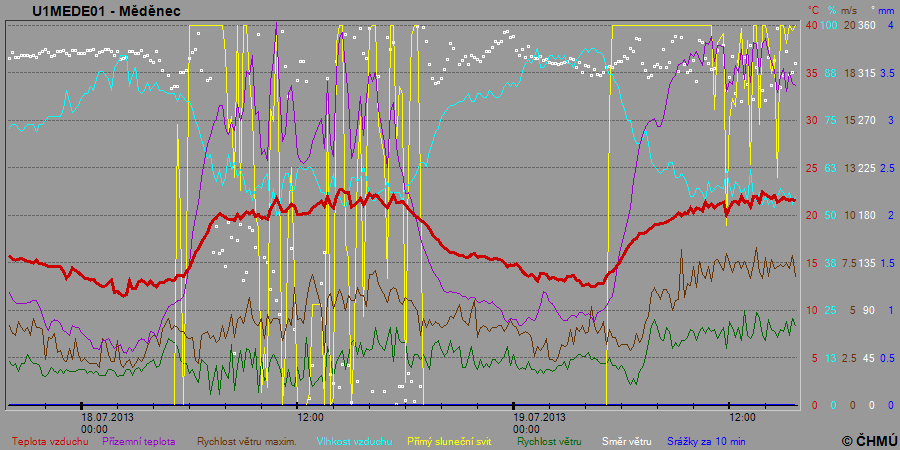 U1MEDE01 - Měděnec
°C % m/s ° mm
40 100 20 360 4
35 88 18 315 3.5
30 75 15 270 3
25 63 13 225 2.5
20 50 10 180 2
15 38 7.5 135 1.5
10 25 5 90 1
5 13 2.5 45 0.5
0 0 0 0 0
18.07.2013 12:00 19.07.2013 12:00
00:00 00:00
Teplota vzduchu Přízemní teplota Rychlost větru maxim. Vlhkost vzduchu Přímý sluneční svit Rychlost větru Směr větru Srážky za 10 min © ČHMÚ